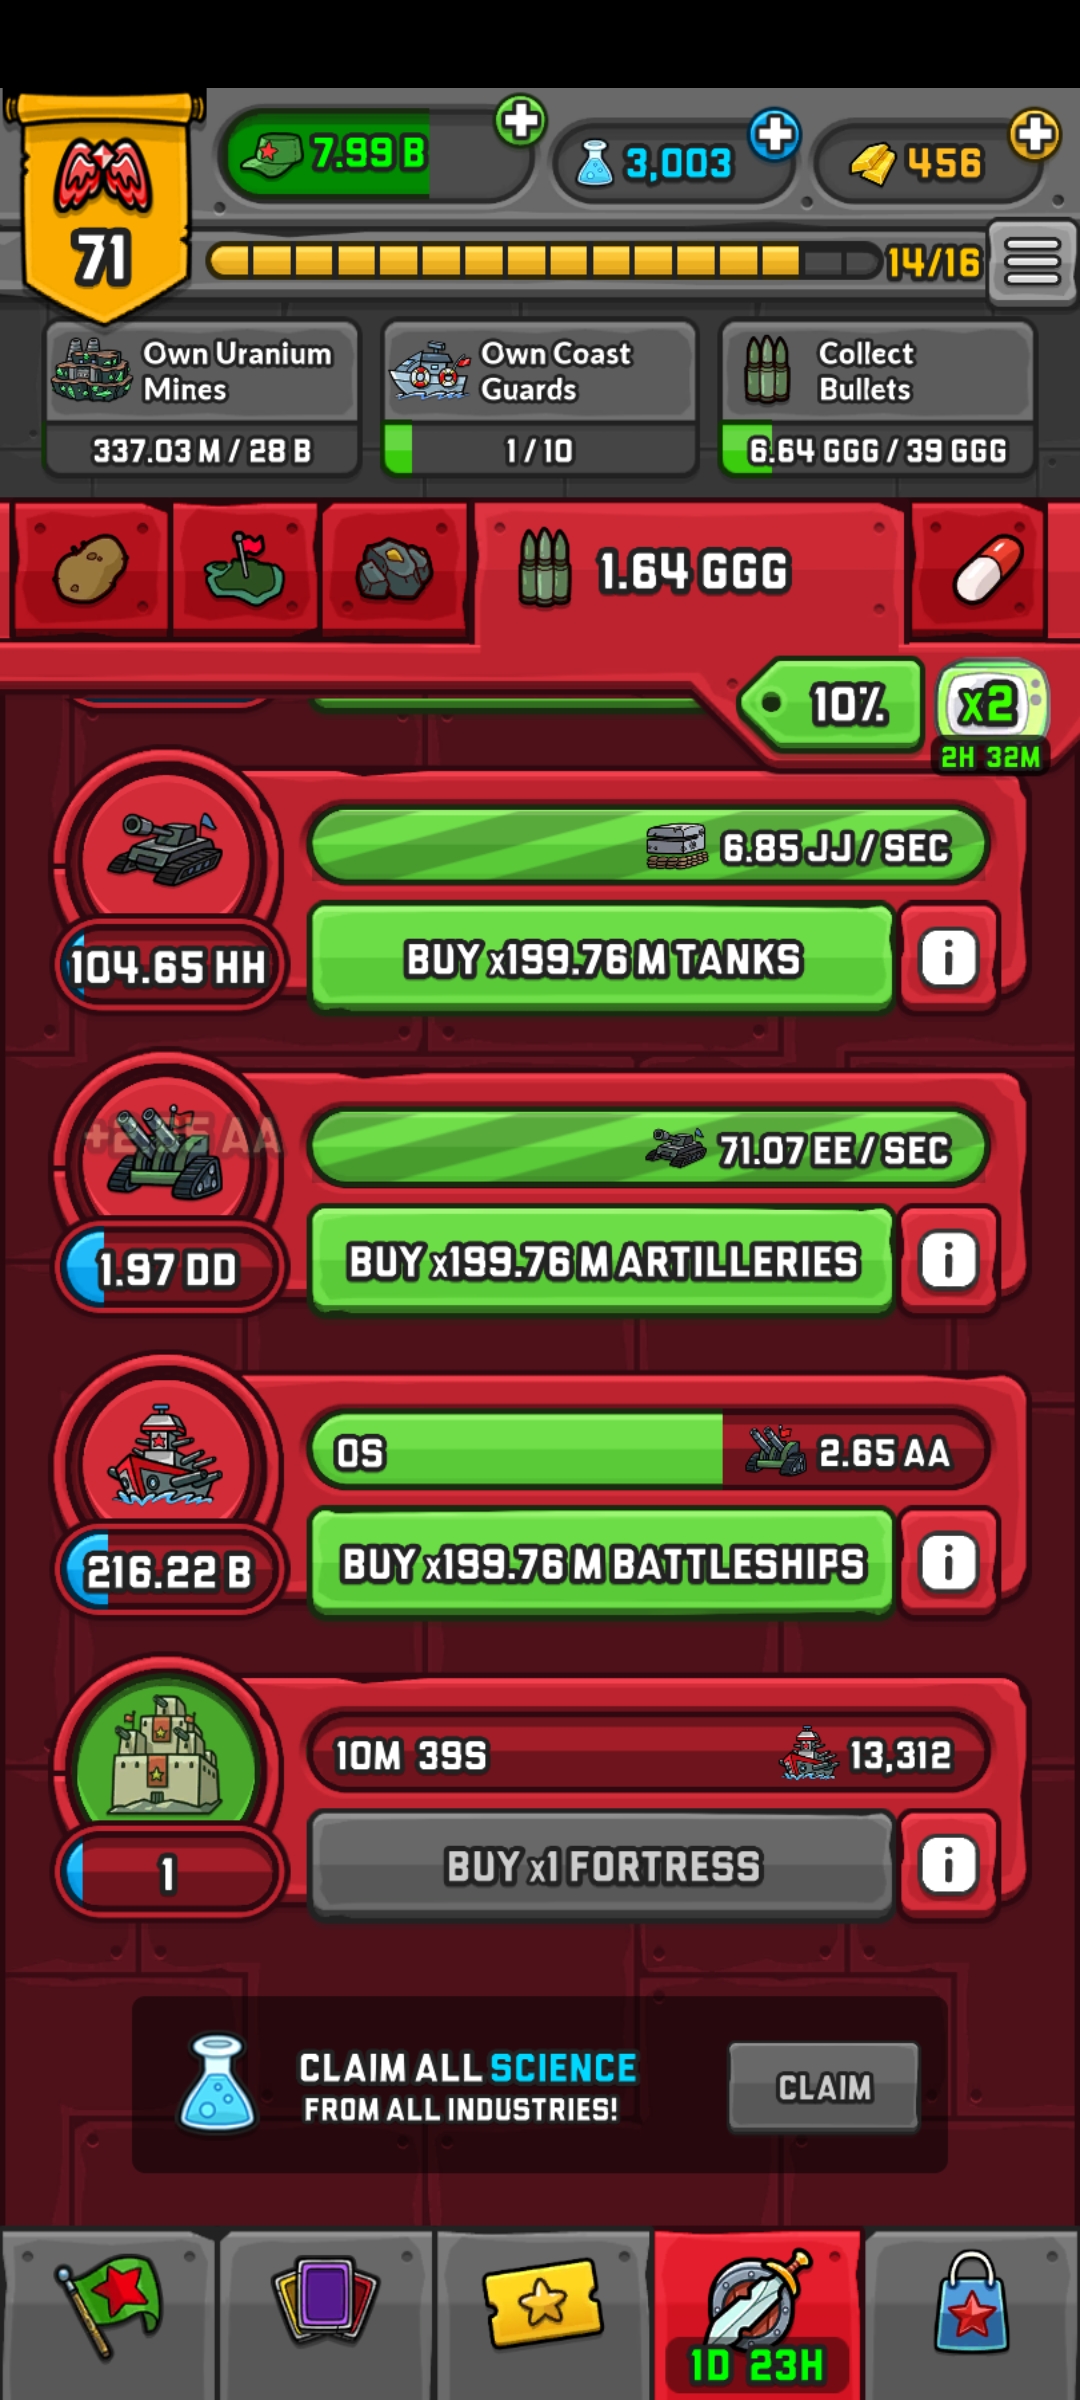 7.99 B
3,003
456
71
14/16
Own Uranium
Mines
337.03 M / 28 B
Own Coast
Guards
1 / 10
Collect
Bullets
6.64 GGG / 39 GGG
1.64 GGG
10%
x2
2H 32M
6.85 JJ / SEC
104.65 HH
BUY x199.76 M TANKS
i
71.07 EE / SEC
1.97 DD
BUY x199.76 M ARTILLERIES
i
0S
2.65 AA
216.22 B
BUY x199.76 M BATTLESHIPS
i
10M 39S
13,312
1
BUY x1 FORTRESS
i
CLAIM ALL SCIENCE
FROM ALL INDUSTRIES!
CLAIM
1D 23H